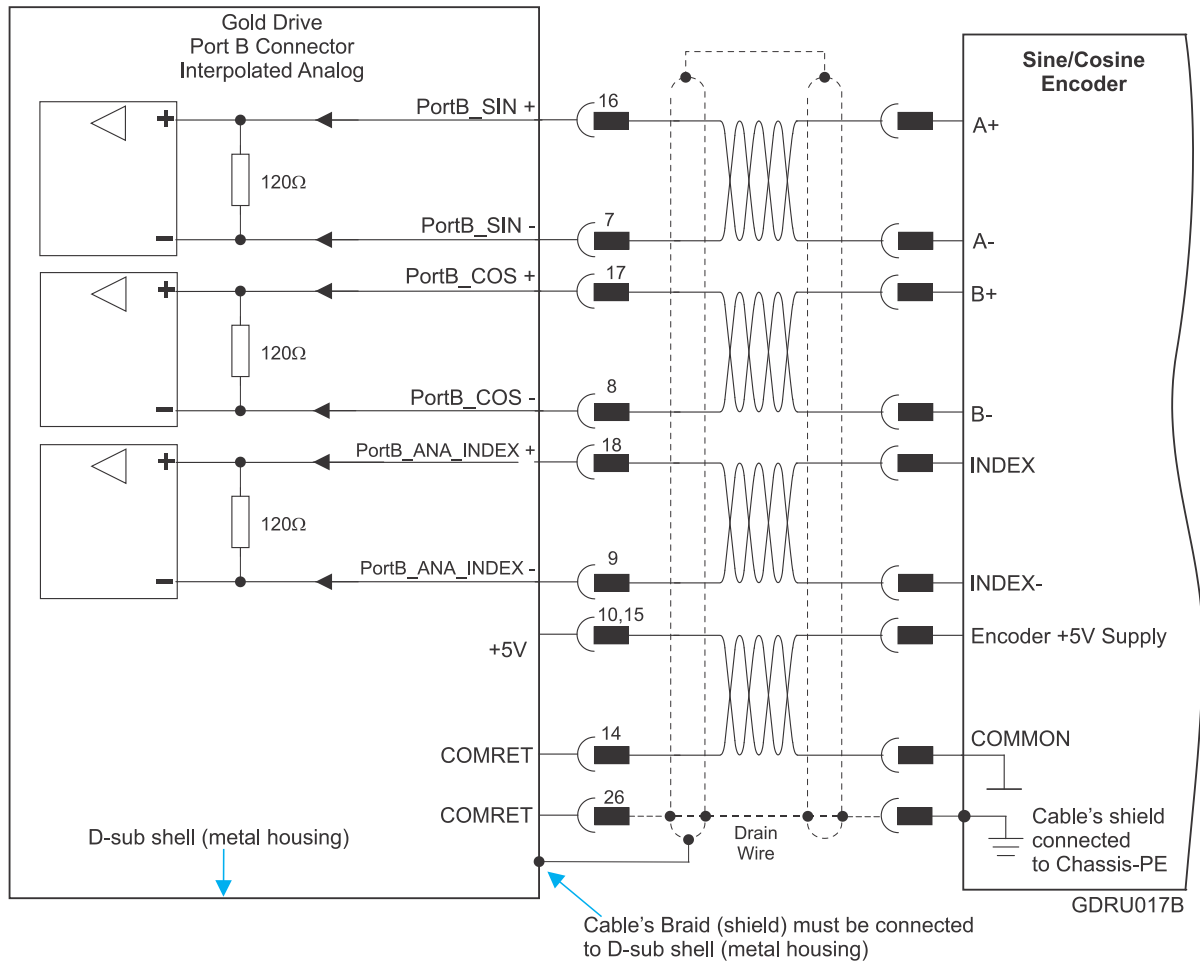 Gold Drive
Port B Connector
Interpolated Analog
Sine/Cosine
Encoder
PortB_SIN +
16
A+
120Ω
PortB_SIN -
7
A-
PortB_COS +
17
B+
120Ω
PortB_COS -
8
B-
PortB_ANA_INDEX +
18
INDEX
120Ω
PortB_ANA_INDEX -
9
INDEX-
+5V
10,15
Encoder +5V Supply
COMRET
14
COMMON
COMRET
26
Drain
Wire
Cable's shield
connected
to Chassis-PE
D-sub shell (metal housing)
GDRU017B
Cable's Braid (shield) must be connected
to D-sub shell (metal housing)